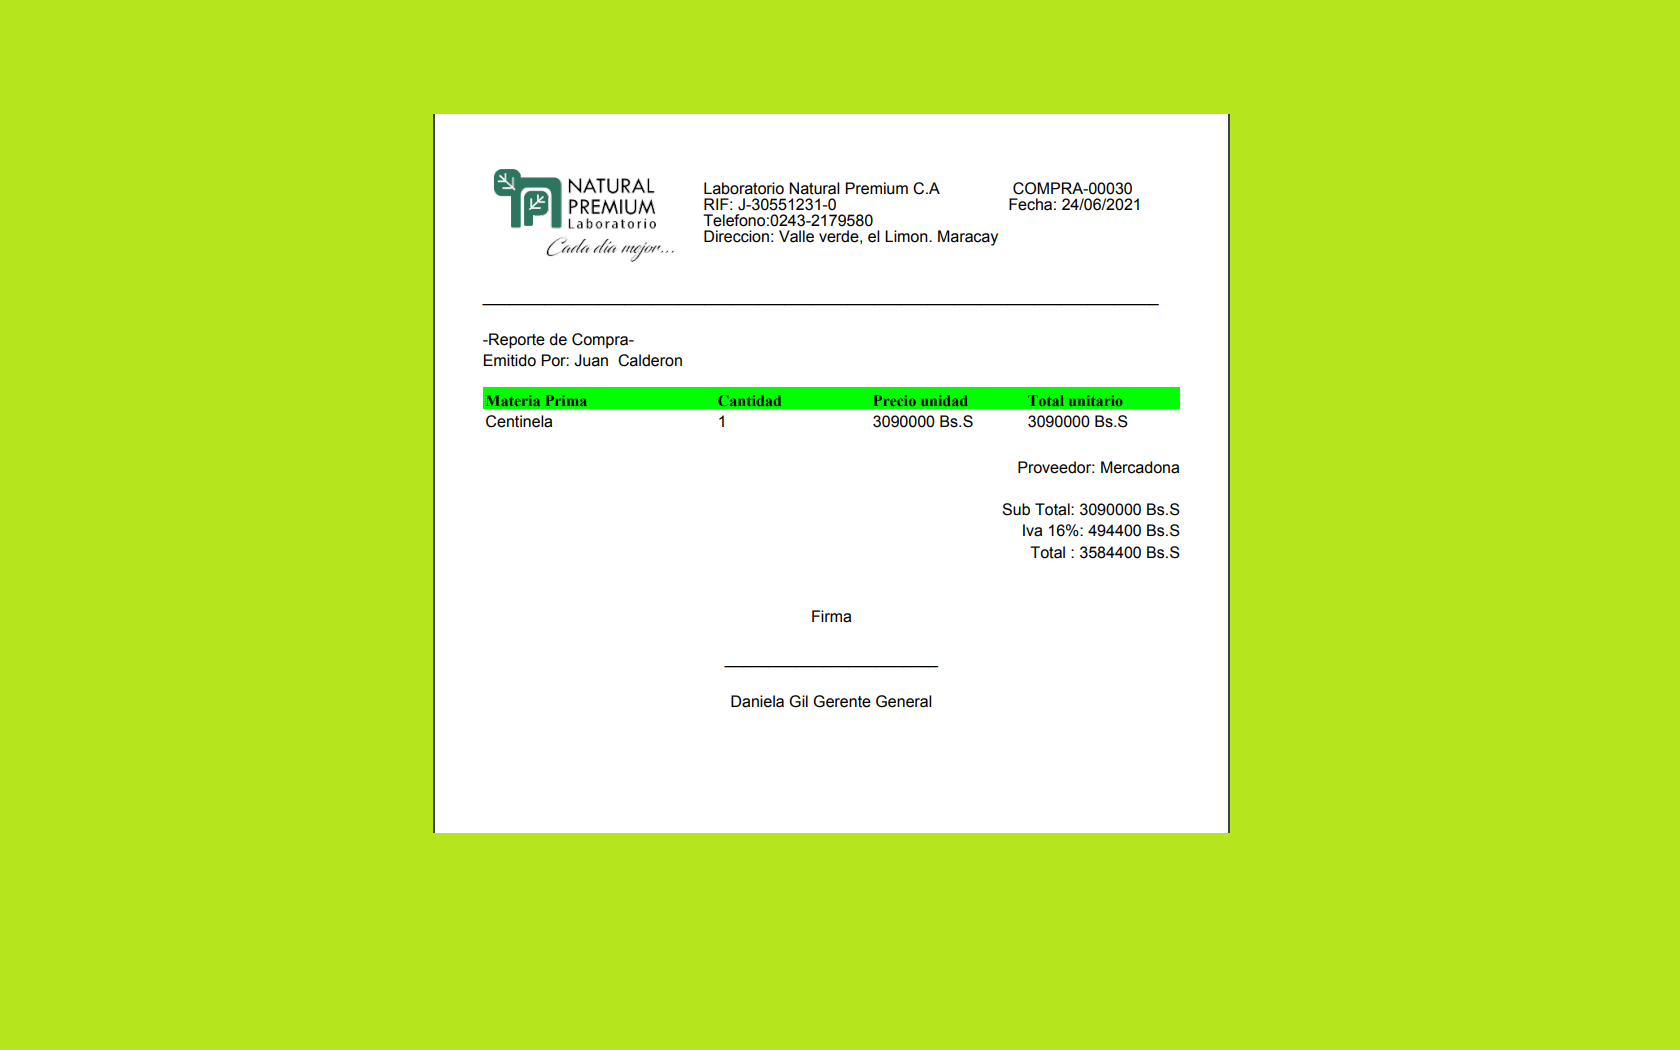 NATURAL
PREMIUM
Laboratorio
Cada día mejor...
Laboratorio Natural Premium C.A
RIF: J-30551231-0
Telefono:0243-2179580
Direccion: Valle verde, el Limon. Maracay
COMPRA-00030
Fecha: 24/06/2021
-Reporte de Compra-
Emitido Por: Juan  Calderon
Materia Prima Cantidad Precio unidad Total unitario
Centinela 1 3090000 Bs.S 3090000 Bs.S
Proveedor: Mercadona
Sub Total: 3090000 Bs.S
Iva 16%: 494400 Bs.S
Total : 3584400 Bs.S
Firma
Daniela Gil Gerente General